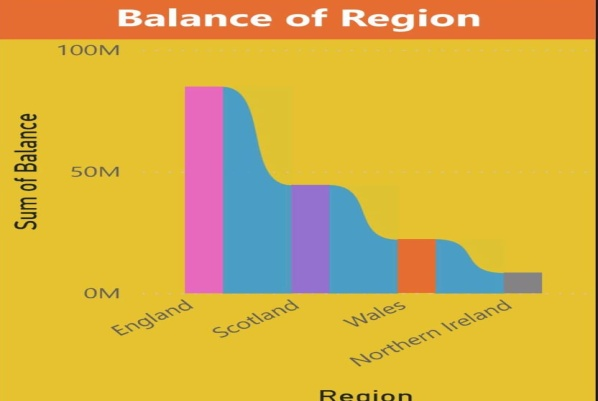 Balance of Region
100M
50M
0M
Sum of Balance
England
Scotland
Wales
Northern Ireland
Region